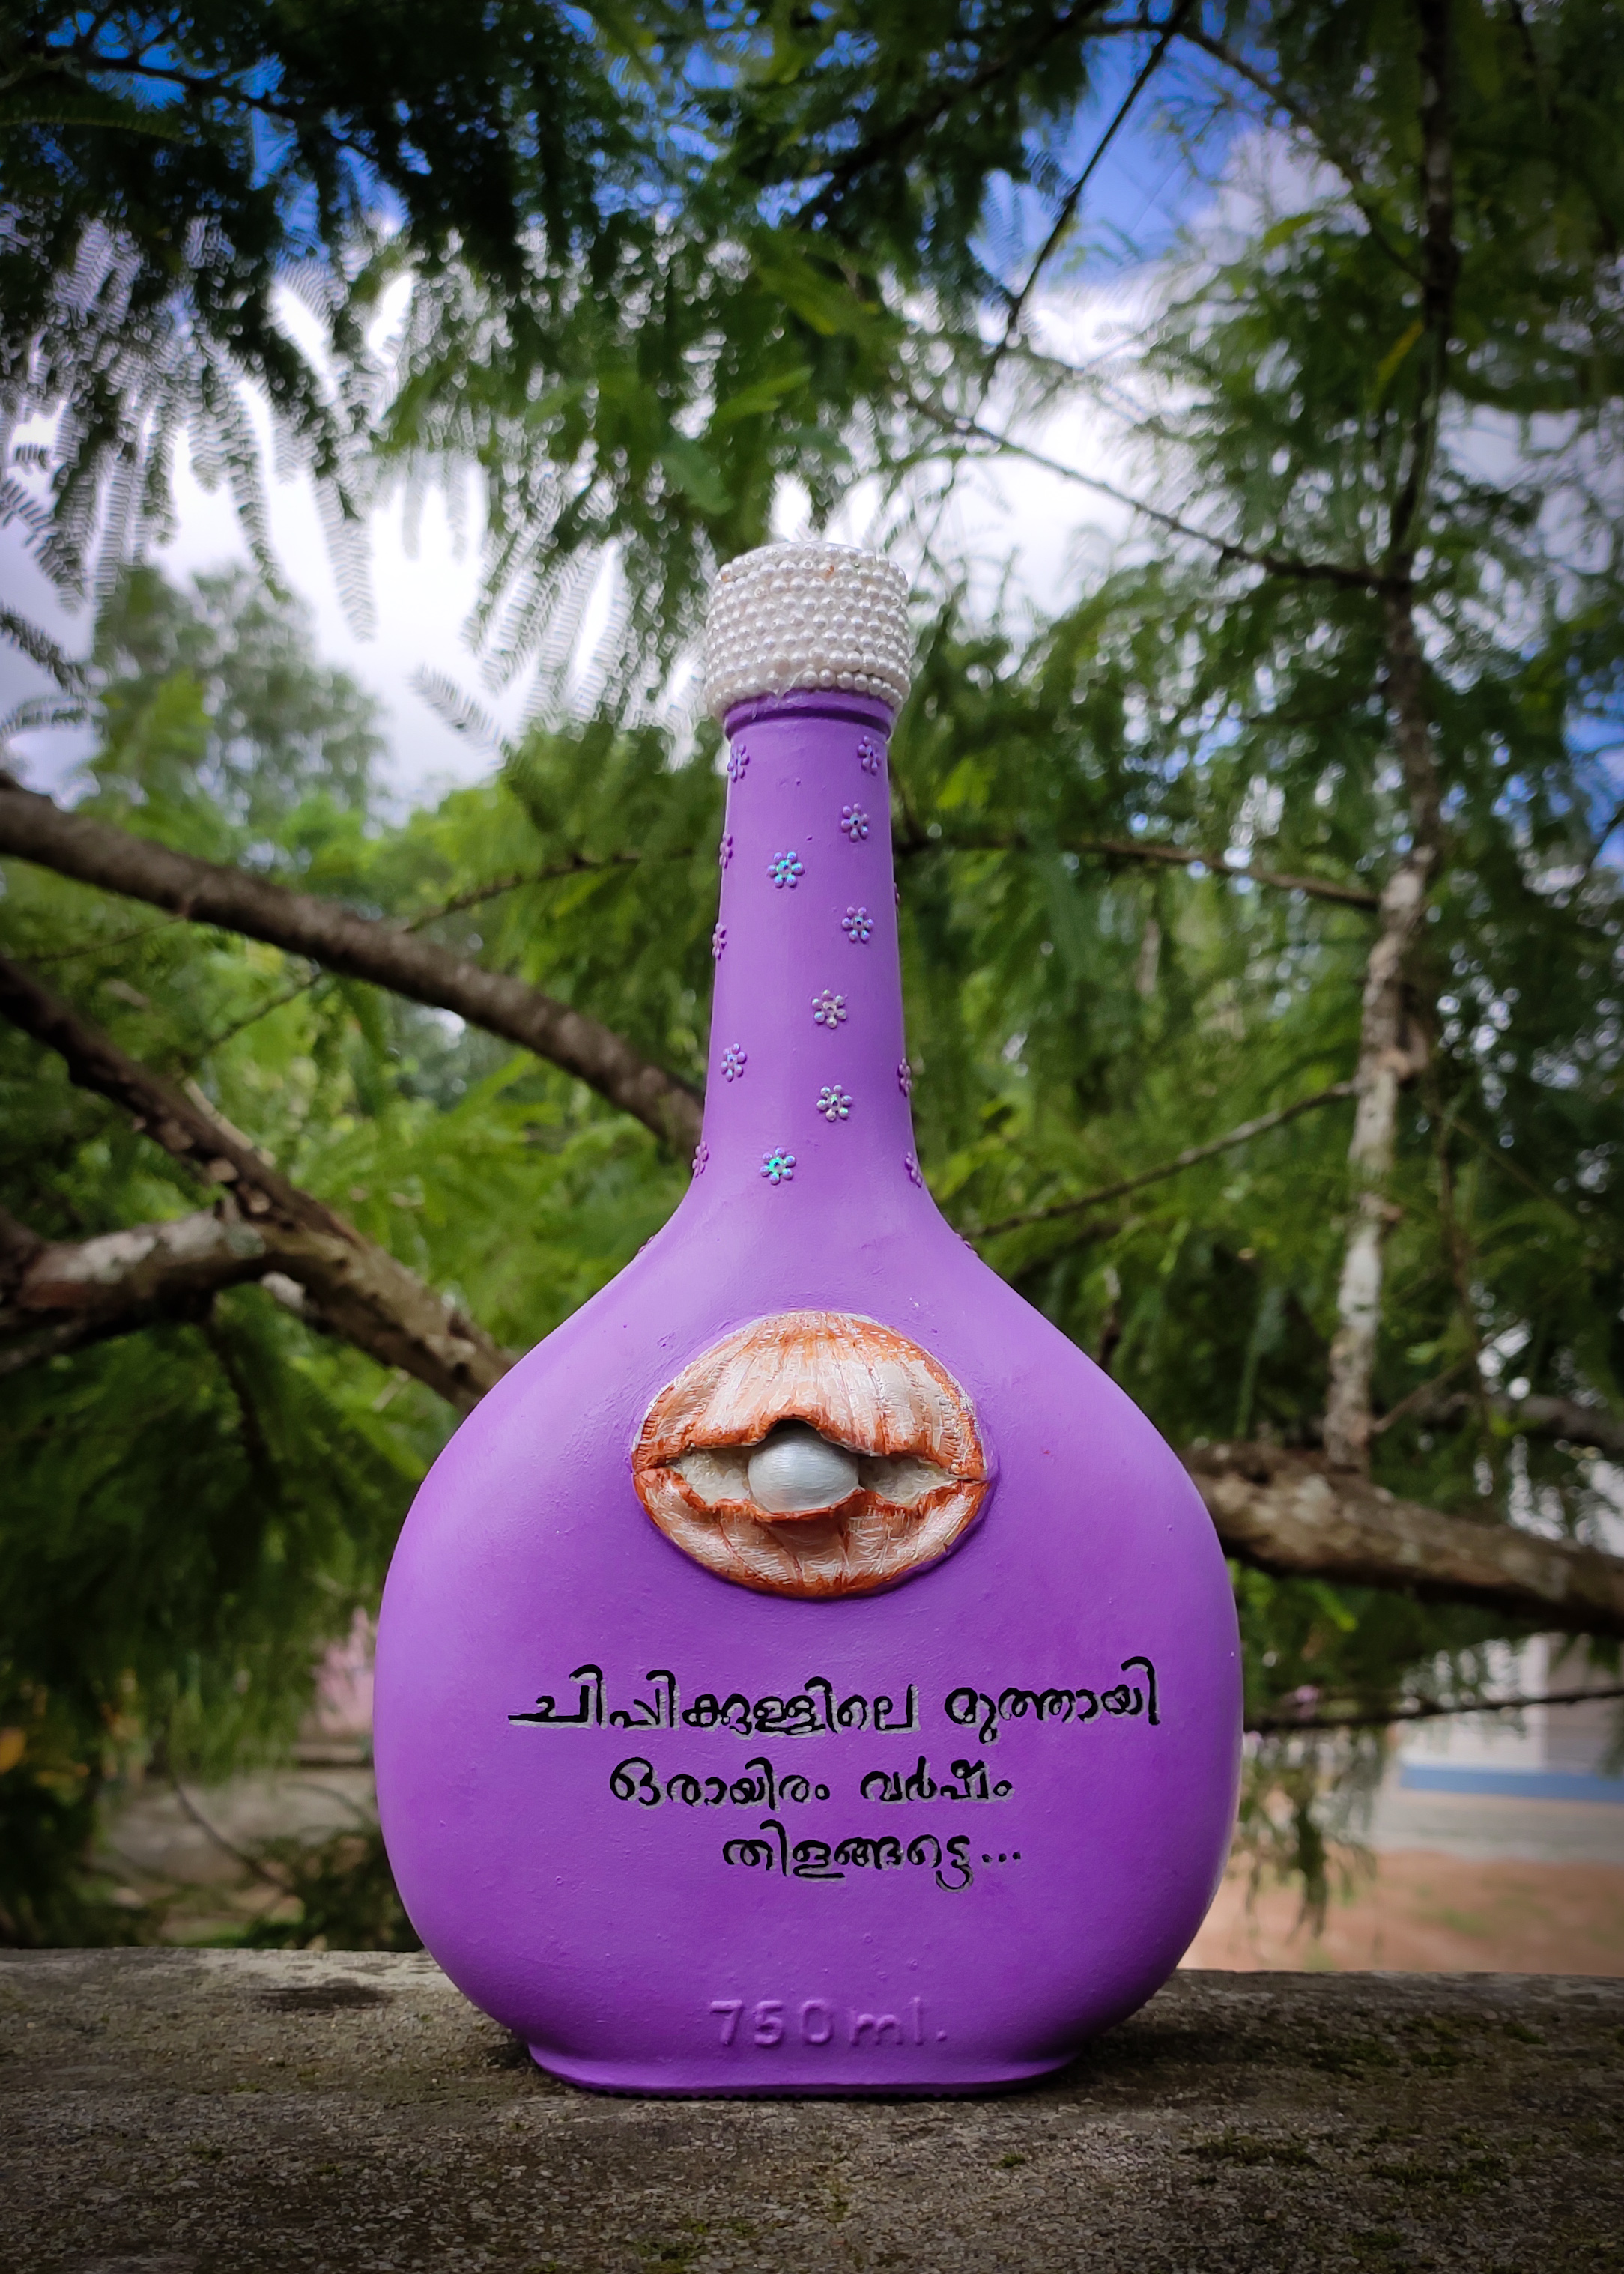 ചിപ്പിക്കുള്ളിലെ മുത്തായി
ഒരായിരം വർഷം
തിളങ്ങട്ടെ...
750 ml.